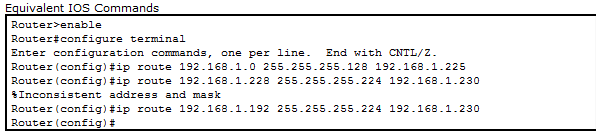 Equivalent IOS Commands
Router>enable
Router#configure terminal
Enter configuration commands, one per line.  End with CNTL/Z.
Router(config)#ip route 192.168.1.0 255.255.255.128 192.168.1.225
Router(config)#ip route 192.168.1.228 255.255.255.224 192.168.1.230
%Inconsistent address and mask
Router(config)#ip route 192.168.1.192 255.255.255.224 192.168.1.230
Router(config)#